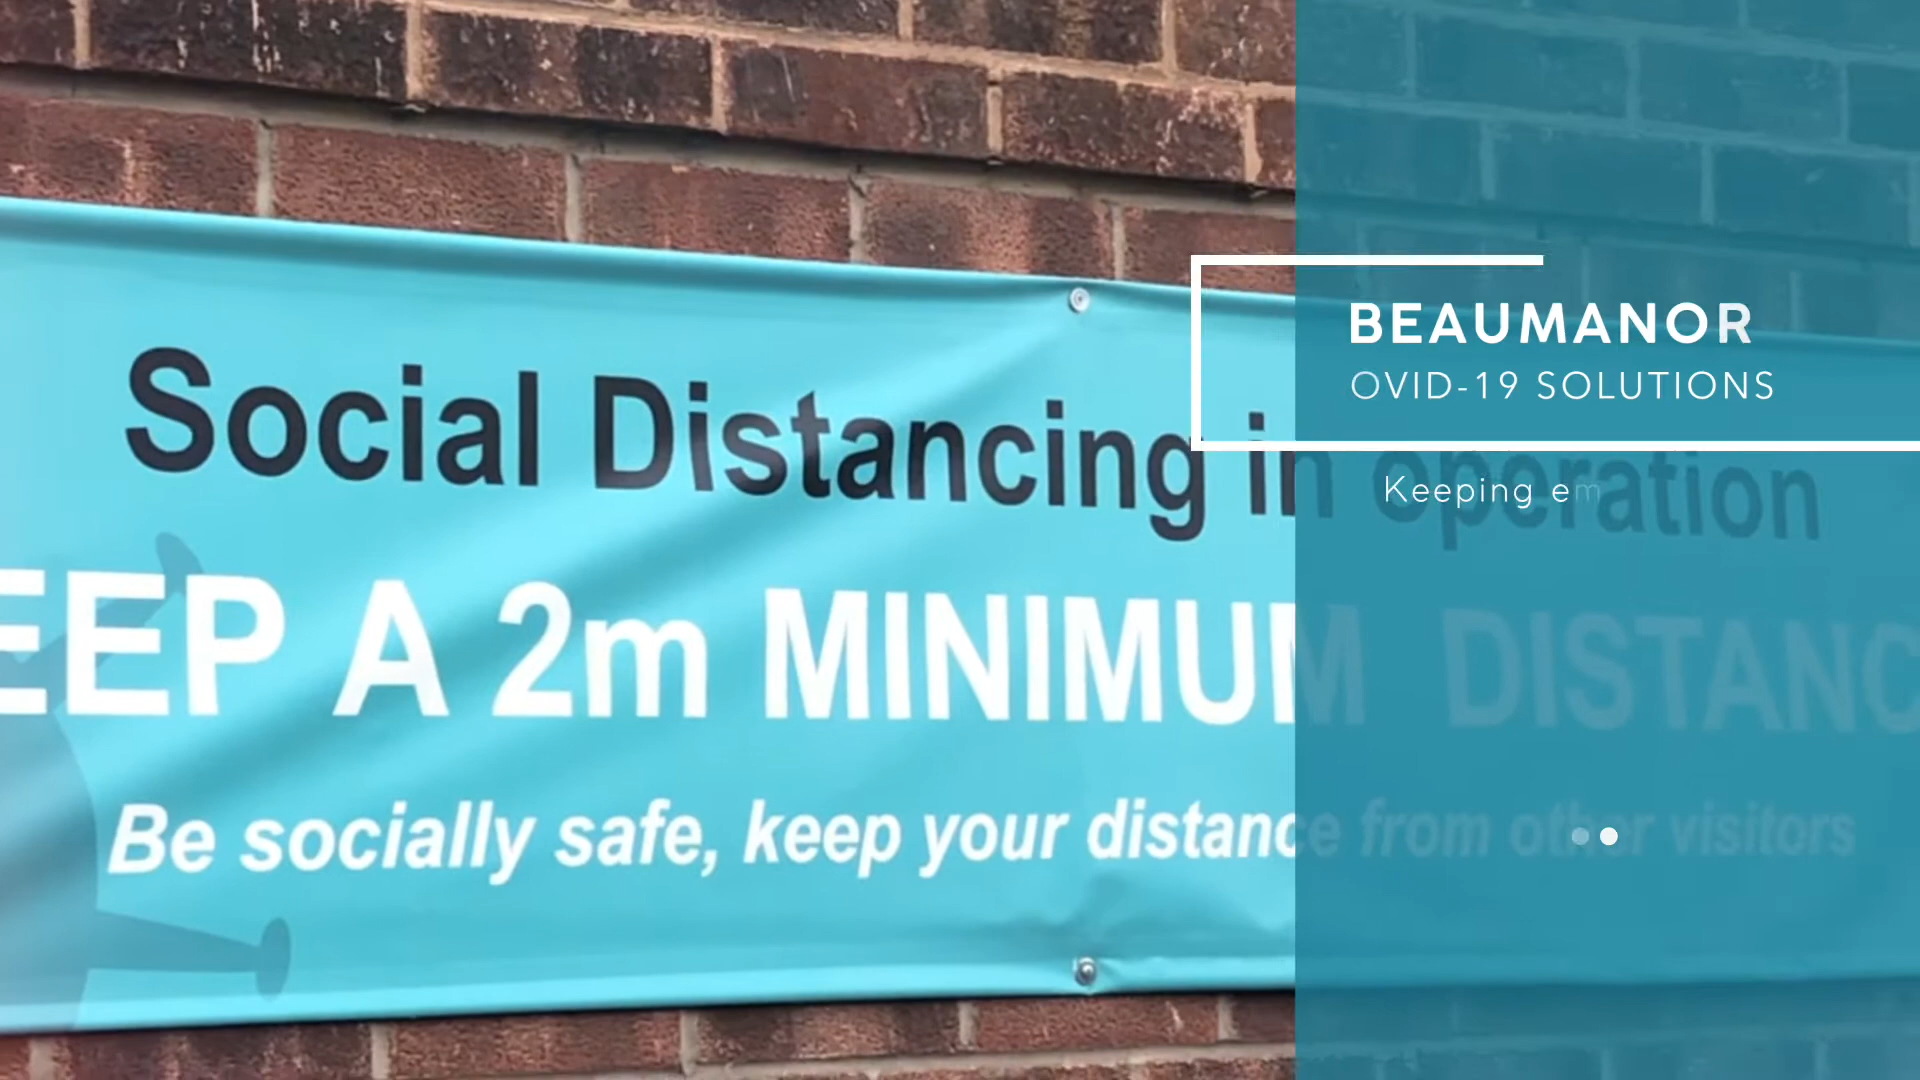 Social Distancing in operation
EEP A 2m MINIMUM DISTANC
Be socially safe, keep your distance from other visitors
BEAUMANOR
OVID-19 SOLUTIONS
Keeping em